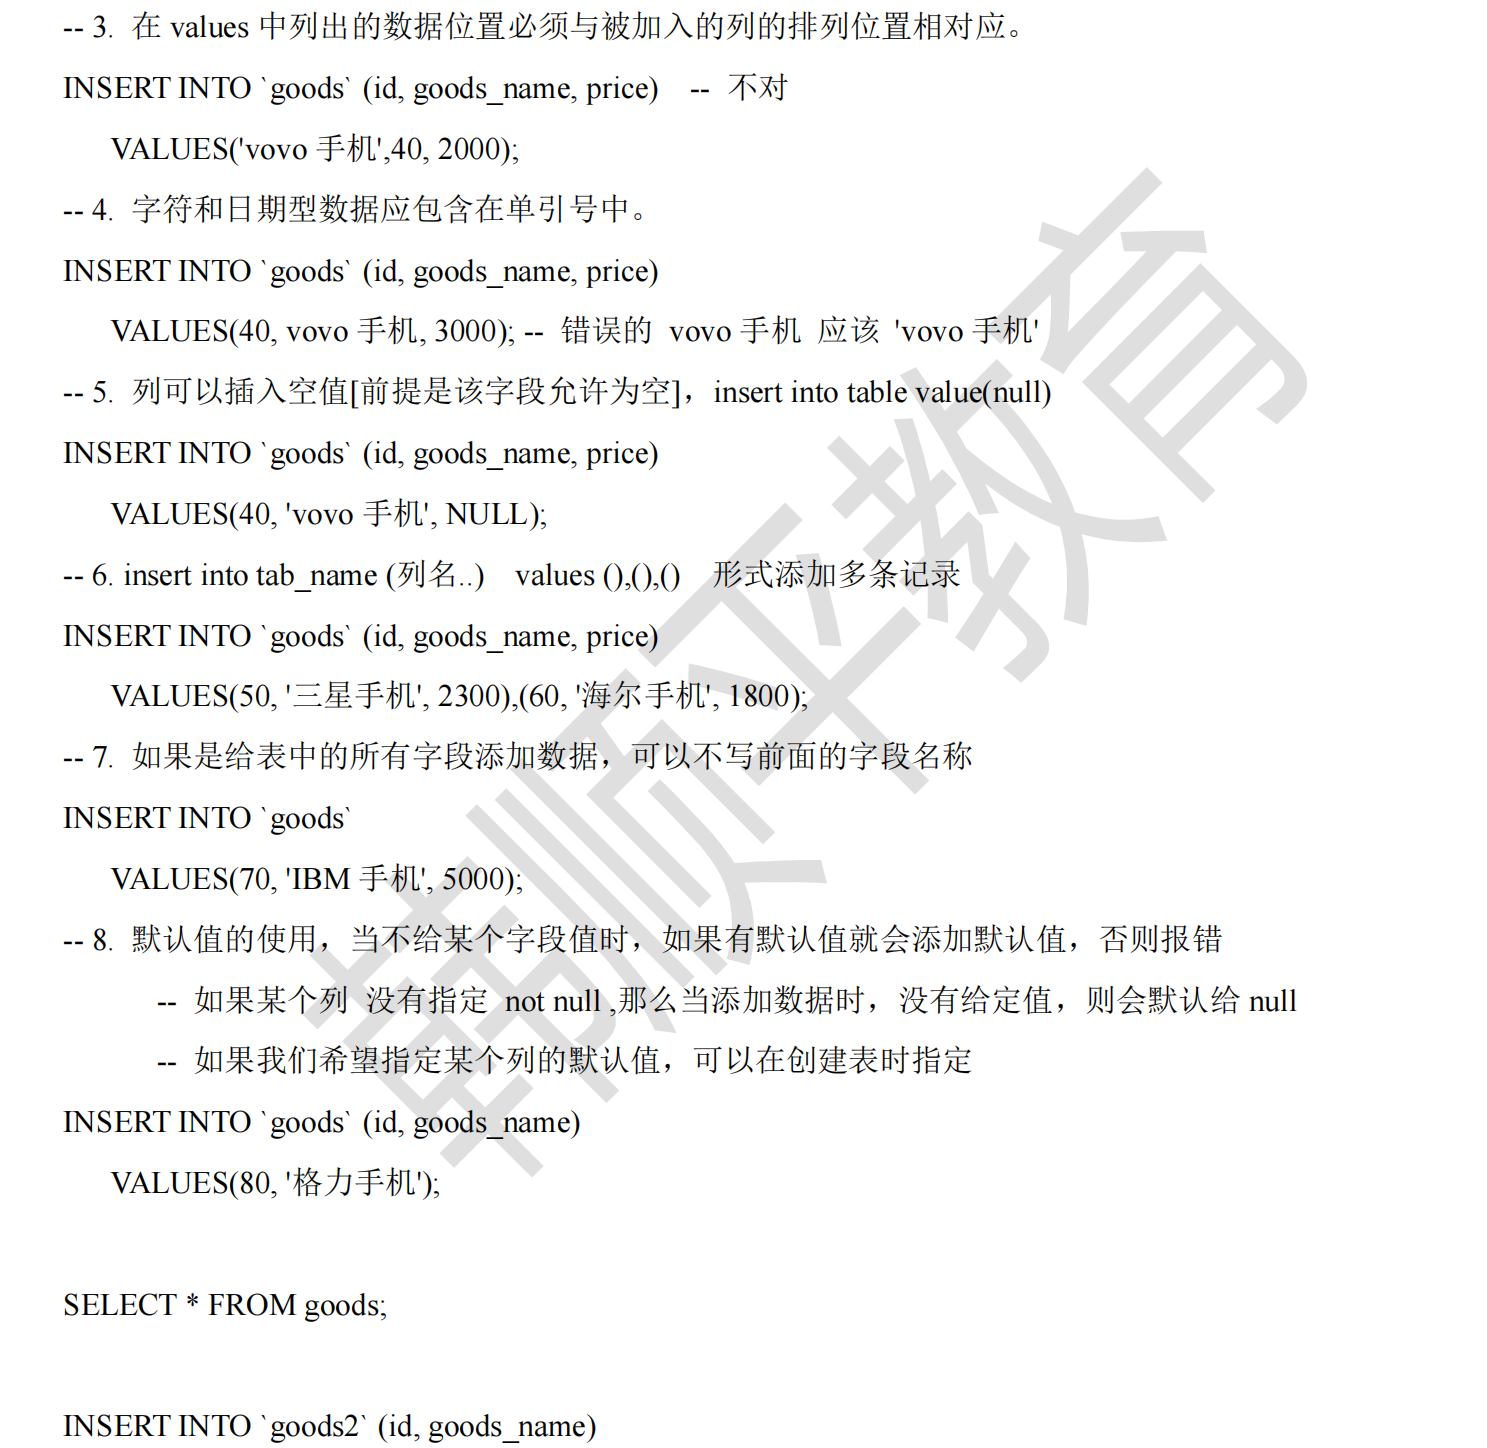 -- 3. 在 values 中列出的数据位置必须与被加入的列的排列位置相对应。
INSERT INTO `goods` (id, goods_name, price) -- 不对
VALUES('vovo 手机',40, 2000);
-- 4. 字符和日期型数据应包含在单引号中。
INSERT INTO `goods` (id, goods_name, price)
VALUES(40, vovo 手机, 3000); -- 错误的 vovo 手机 应该 'vovo 手机'
-- 5. 列可以插入空值[前提是该字段允许为空]，insert into table value(null)
INSERT INTO `goods` (id, goods_name, price)
VALUES(40, 'vovo 手机', NULL);
-- 6. insert into tab_name (列名..) values (),(),() 形式添加多条记录
INSERT INTO `goods` (id, goods_name, price)
VALUES(50, '三星手机', 2300),(60, '海尔手机', 1800);
-- 7. 如果是给表中的所有字段添加数据，可以不写前面的字段名称
INSERT INTO `goods`
VALUES(70, 'IBM 手机', 5000);
-- 8. 默认值的使用，当不给某个字段值时，如果有默认值就会添加默认值，否则报错
-- 如果某个列 没有指定 not null ,那么当添加数据时，没有给定值，则会默认给 null
-- 如果我们希望指定某个列的默认值，可以在创建表时指定
INSERT INTO `goods` (id, goods_name)
VALUES(80, '格力手机');
SELECT * FROM goods;
INSERT INTO `goods2` (id, goods_name)
韩顺平教育